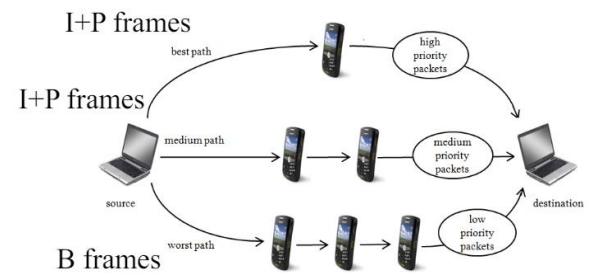 I+P frames
best path
high
priority
packets
I+P frames
medium path
medium
priority
packets
source
destination
worst path
low
priority
packets
B frames